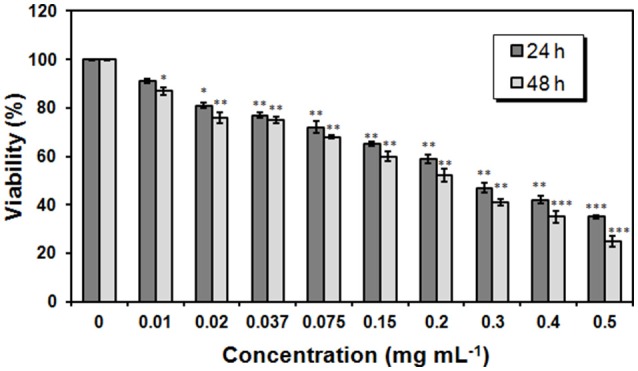 120
100
80
60
40
20
0
Viability (%)
24 h
48 h
* * ** ** ** ** ** ** ** ** ** ** ** ** *** *** ***
0 0.01 0.02 0.037 0.075 0.15 0.2 0.3 0.4 0.5
Concentration (mg mL-1)